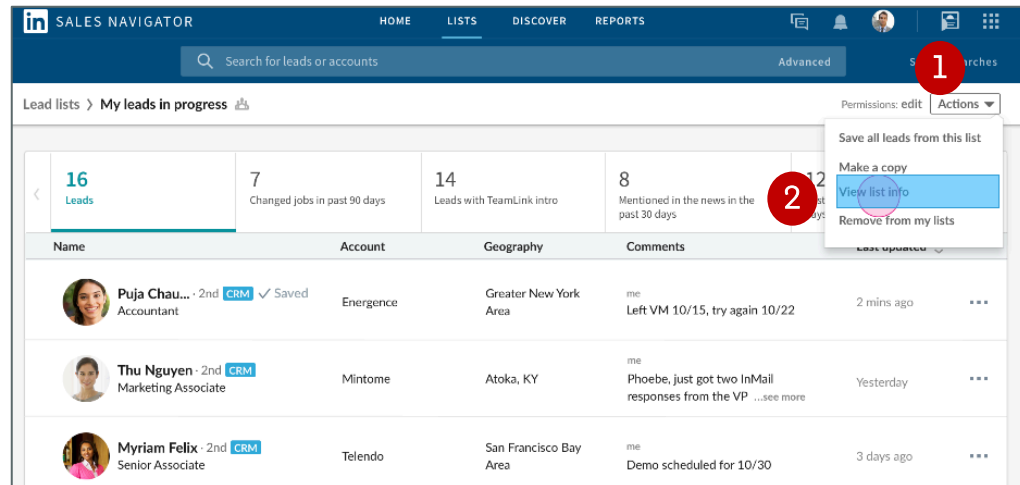 in SALES NAVIGATOR
HOME LISTS DISCOVER REPORTS
Search for leads or accounts
Advanced
1
Lead lists > My leads in progress
Permissions: edit
Actions
Save all leads from this list
Make a copy
View list info
Remove from my lists
2
16
Leads
7
Changed jobs in past 90 days
14
Leads with TeamLink intro
8
Mentioned in the news in the
past 30 days
12
Name Account Geography Comments Last updated
Puja Chau... · 2nd CRM ✓ Saved
Accountant
Energence
Greater New York
Area
me
Left VM 10/15, try again 10/22
2 mins ago
Thu Nguyen · 2nd CRM
Marketing Associate
Mintome
Atoka, KY
me
Phoebe, just got two InMail
responses from the VP ...see more
Yesterday
Myriam Felix · 2nd CRM
Senior Associate
Telendo
San Francisco Bay
Area
me
Demo scheduled for 10/30
3 days ago